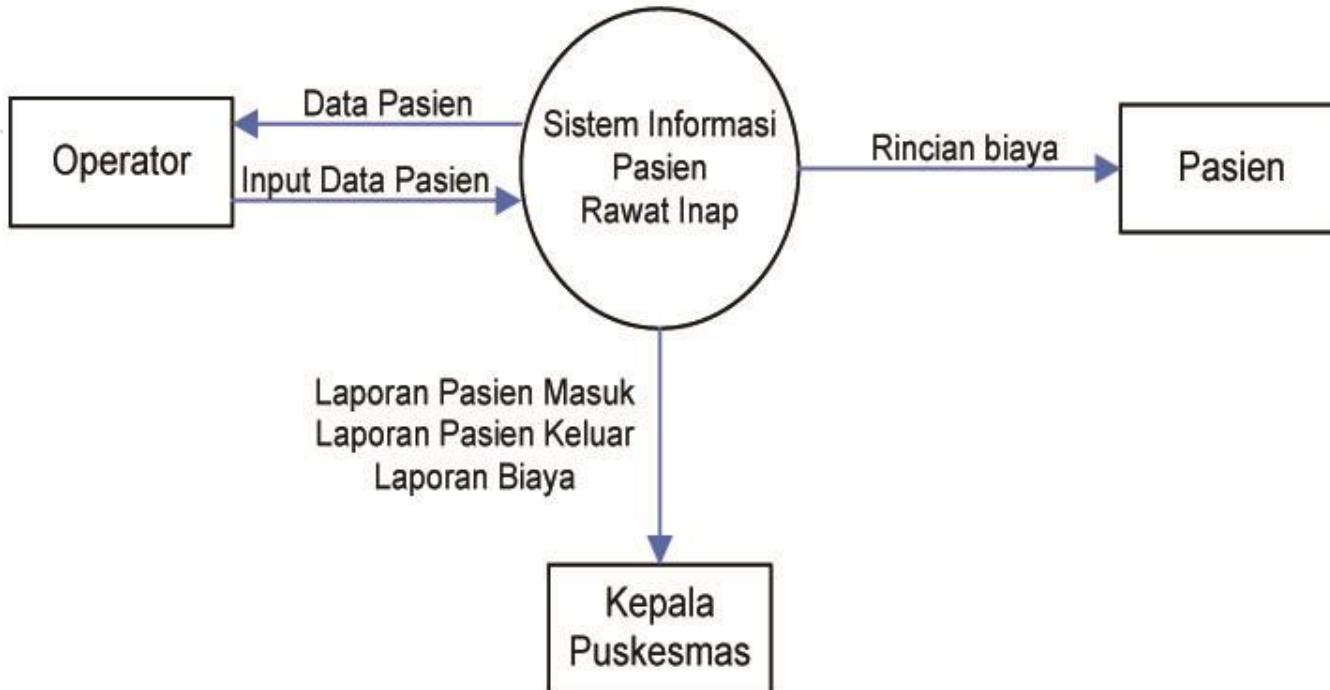 Operator
Data Pasien
Input Data Pasien
Sistem Informasi
Pasien
Rawat Inap
Rincian biaya
Pasien
Laporan Pasien Masuk
Laporan Pasien Keluar
Laporan Biaya
Kepala
Puskesmas